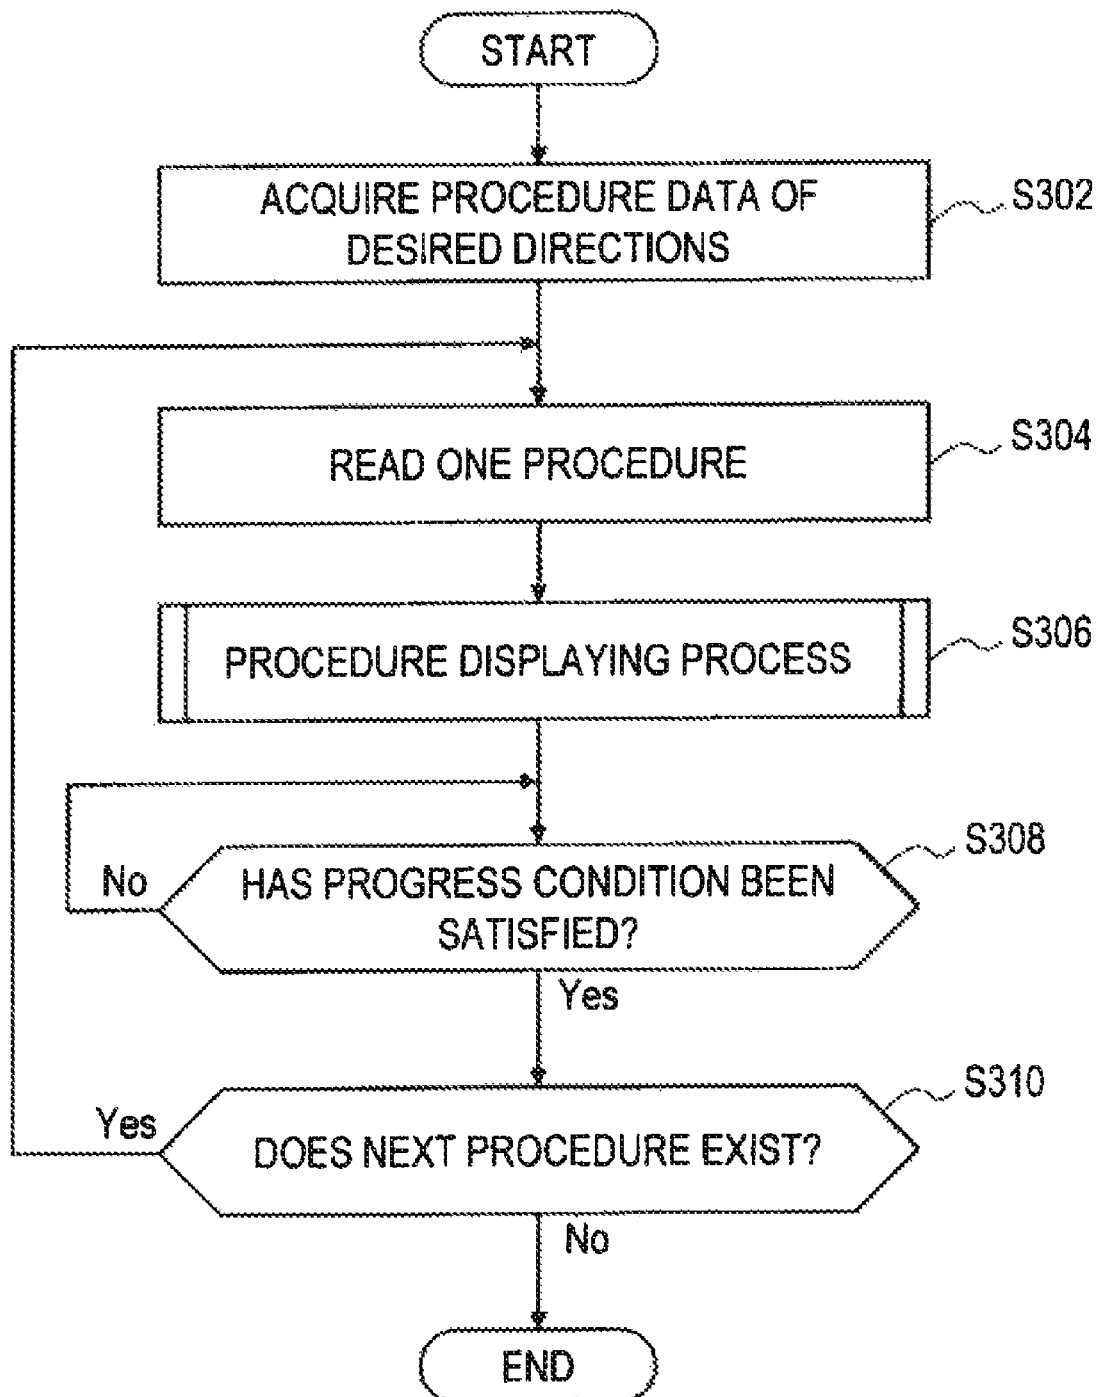 START
ACQUIRE PROCEDURE DATA OF
DESIRED DIRECTIONS
S302
READ ONE PROCEDURE
S304
PROCEDURE DISPLAYING PROCESS
S306
HAS PROGRESS CONDITION BEEN
SATISFIED?
S308
No
Yes
DOES NEXT PROCEDURE EXIST?
S310
Yes
No
END